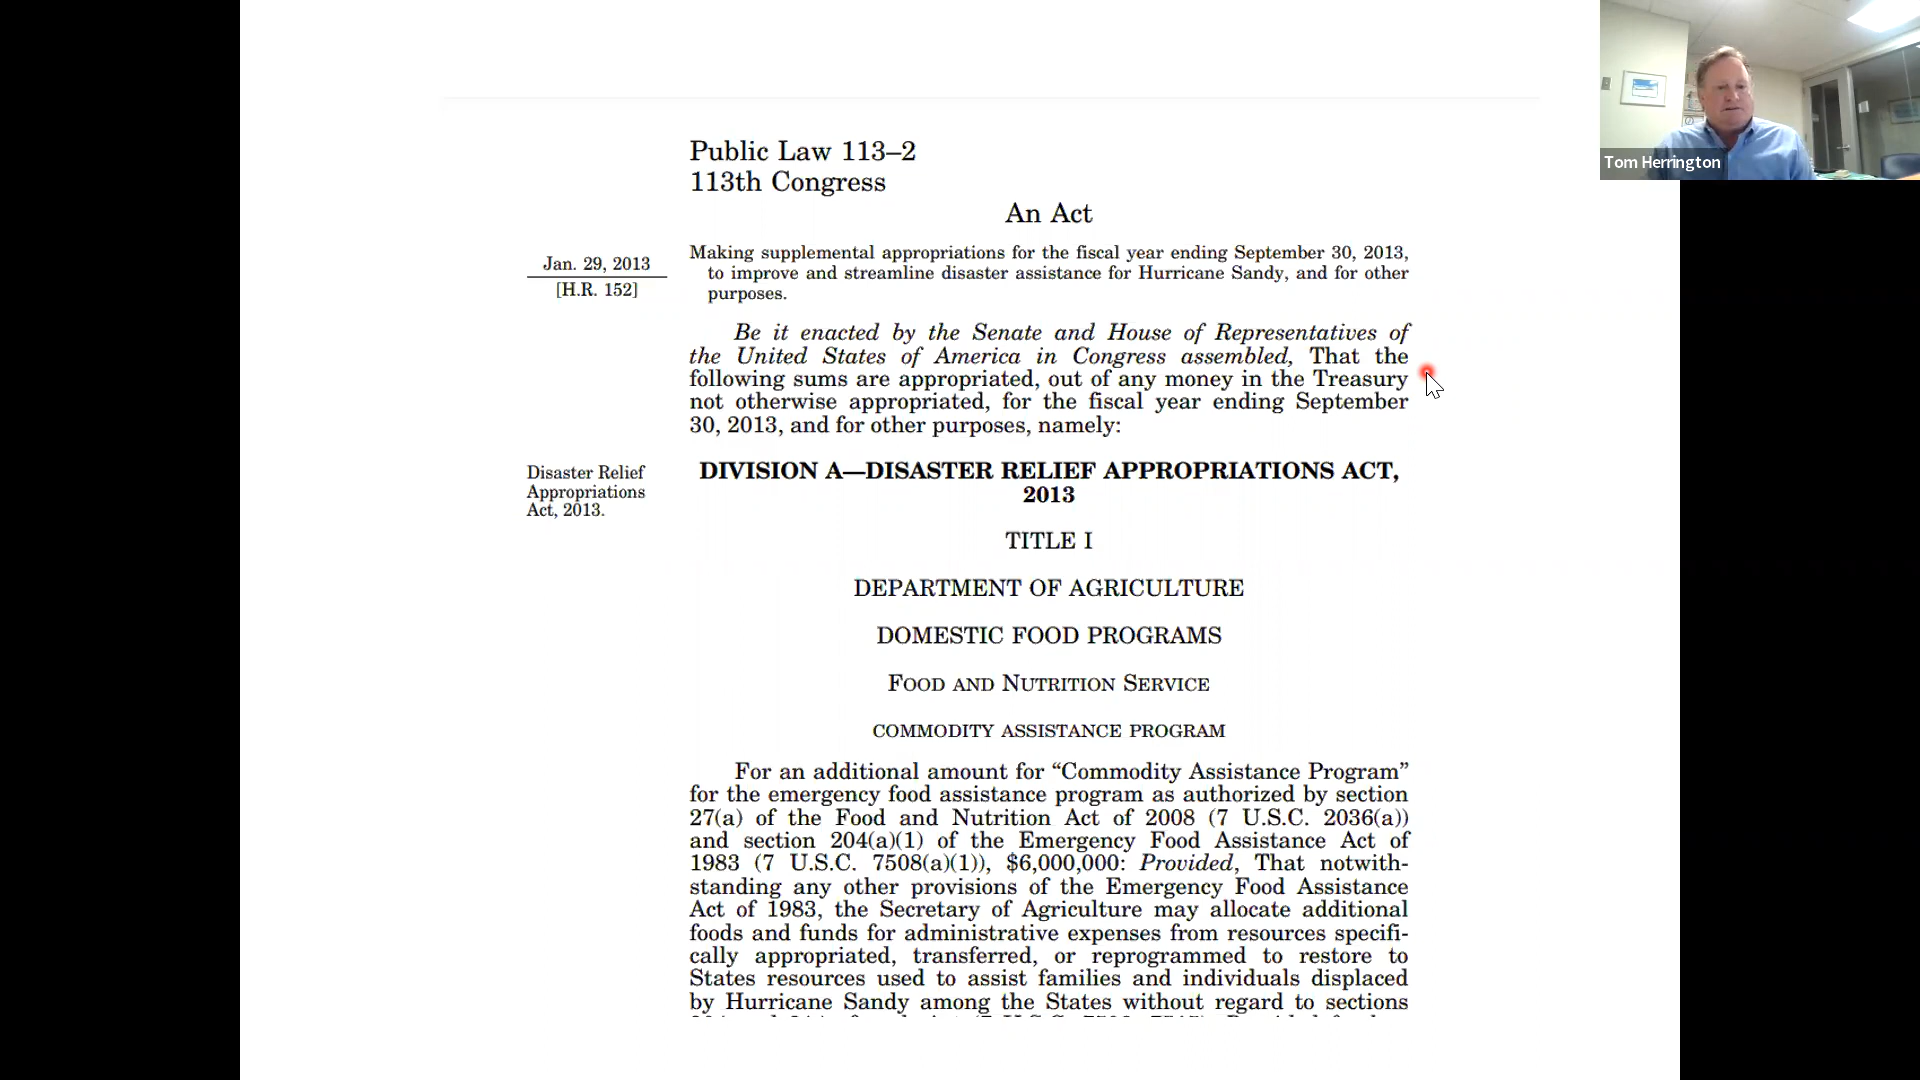 Tom Herrington
Public Law 113–2
113th Congress
An Act
Jan. 29, 2013
[H.R. 152]
Making supplemental appropriations for the fiscal year ending September 30, 2013,
to improve and streamline disaster assistance for Hurricane Sandy, and for other
purposes.
Be it enacted by the Senate and House of Representatives of
the United States of America in Congress assembled, That the
following sums are appropriated, out of any money in the Treasury
not otherwise appropriated, for the fiscal year ending September
30, 2013, and for other purposes, namely:
Disaster Relief
Appropriations
Act, 2013.
DIVISION A—DISASTER RELIEF APPROPRIATIONS ACT,
2013
TITLE I
DEPARTMENT OF AGRICULTURE
DOMESTIC FOOD PROGRAMS
FOOD AND NUTRITION SERVICE
COMMODITY ASSISTANCE PROGRAM
For an additional amount for “Commodity Assistance Program”
for the emergency food assistance program as authorized by section
27(a) of the Food and Nutrition Act of 2008 (7 U.S.C. 2036(a))
and section 204(a)(1) of the Emergency Food Assistance Act of
1983 (7 U.S.C. 7508(a)(1)), $6,000,000: Provided, That notwith-
standing any other provisions of the Emergency Food Assistance
Act of 1983, the Secretary of Agriculture may allocate additional
foods and funds for administrative expenses from resources specifi-
cally appropriated, transferred, or reprogrammed to restore to
States resources used to assist families and individuals displaced
by Hurricane Sandy among the States without regard to sections